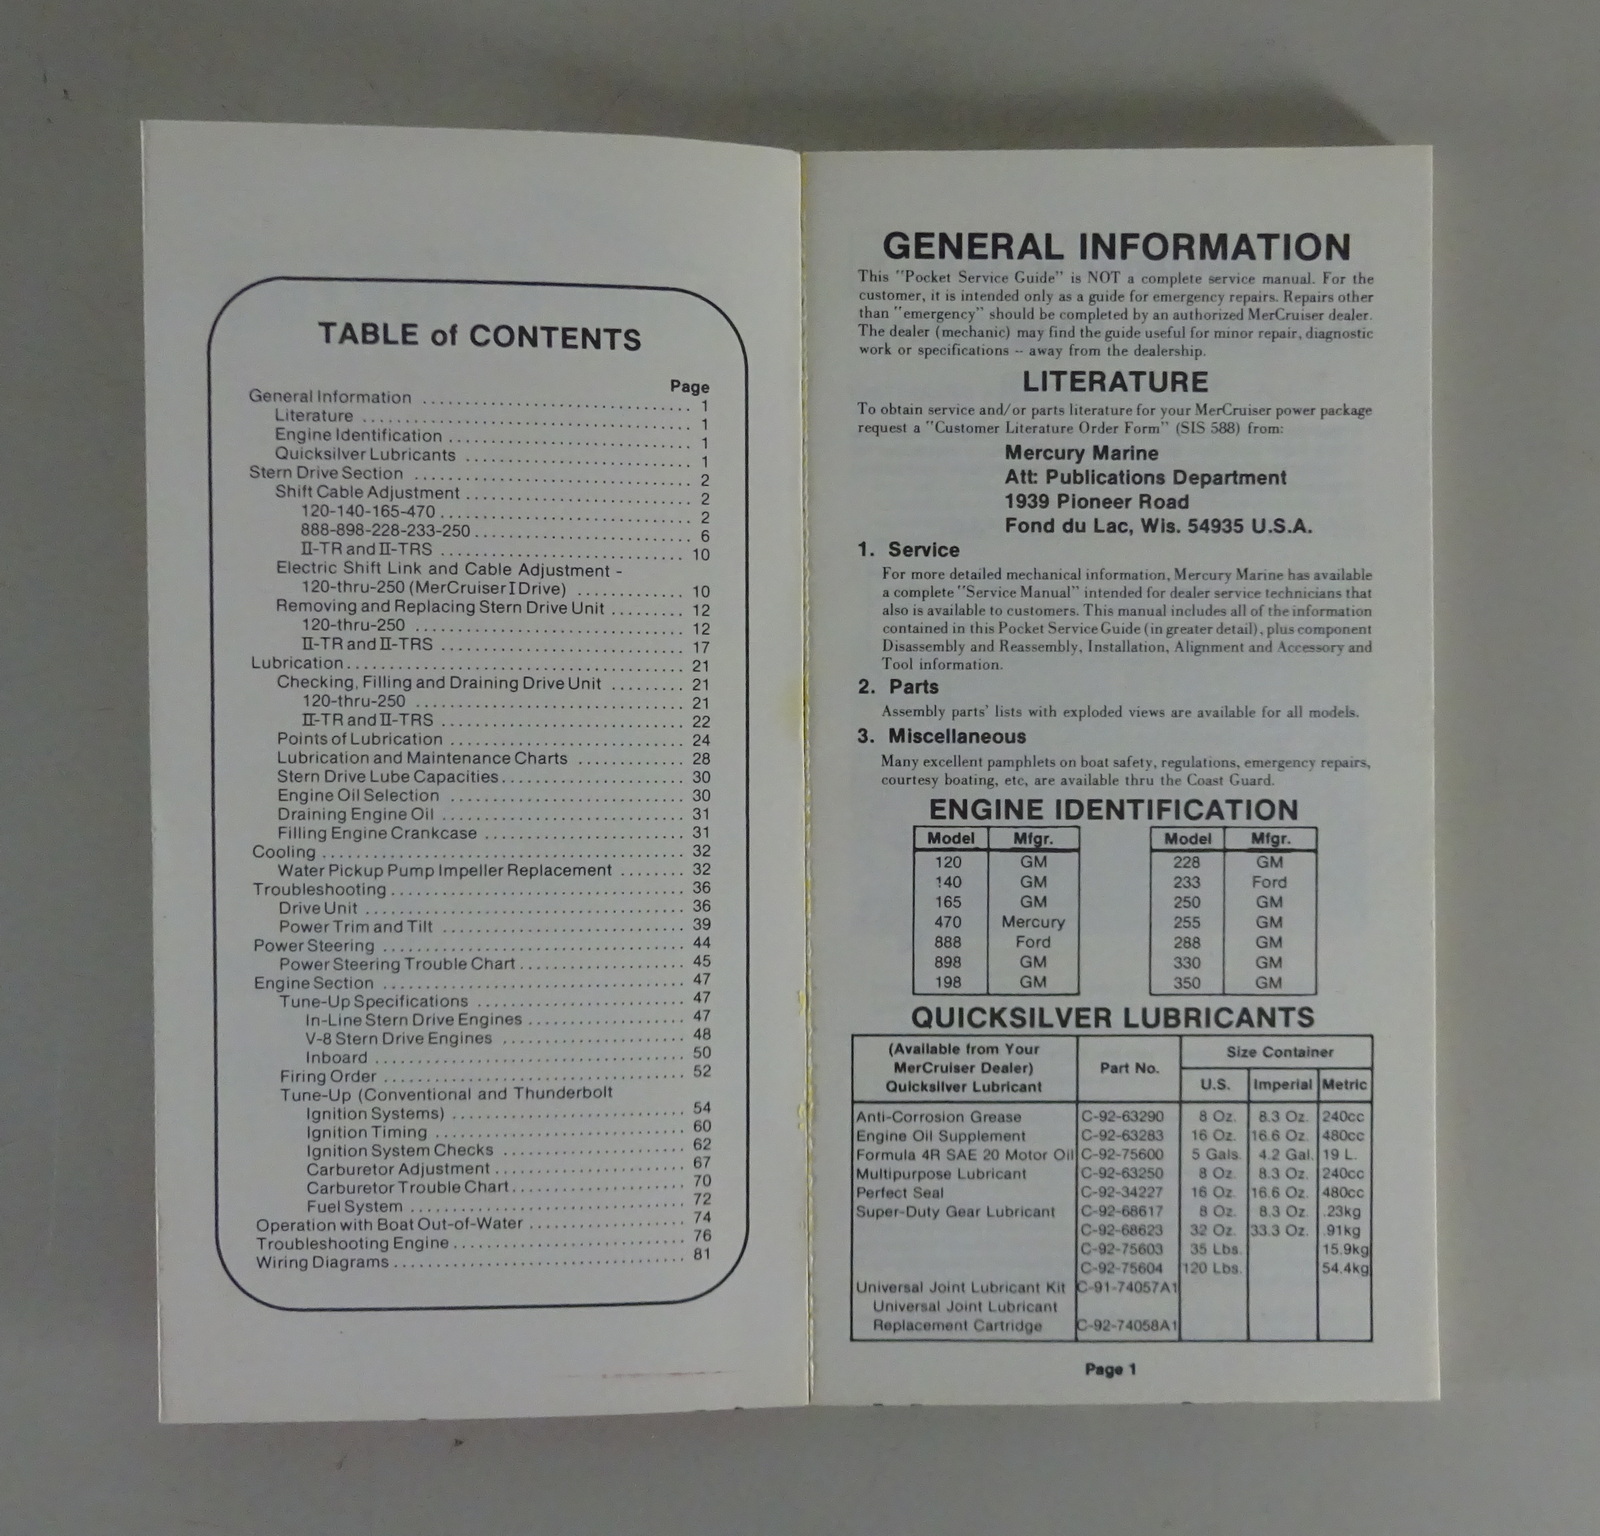 TABLE of CONTENTS
Page
General Information ........ 1
Literature ........ 1
Engine Identification ........ 1
Quicksilver Lubricants ........ 1
Stern Drive Section ........ 2
Shift Cable Adjustment ........ 2
120-140-165-470 ........ 2
888-898-228-233-250 ........ 6
II-TR and II-TRS ........ 10
Electric Shift Link and Cable Adjustment -
120-thru-250 (MerCruiser I Drive) ........ 10
Removing and Replacing Stern Drive Unit ........ 12
120-thru-250 ........ 12
II-TR and II-TRS ........ 17
Lubrication ........ 21
Checking, Filling and Draining Drive Unit ........ 21
120-thru-250 ........ 21
II-TR and II-TRS ........ 22
Points of Lubrication ........ 24
Lubrication and Maintenance Charts ........ 28
Stern Drive Lube Capacities ........ 30
Engine Oil Selection ........ 30
Draining Engine Oil ........ 31
Filling Engine Crankcase ........ 31
Cooling ........ 32
Water Pickup Pump Impeller Replacement ........ 32
Troubleshooting ........ 36
Drive Unit ........ 36
Power Trim and Tilt ........ 39
Power Steering ........ 44
Power Steering Trouble Chart ........ 45
Engine Section ........ 47
Tune-Up Specifications ........ 47
In-Line Stern Drive Engines ........ 47
V-8 Stern Drive Engines ........ 48
Inboard ........ 50
Firing Order ........ 52
Tune-Up (Conventional and Thunderbolt
Ignition Systems) ........ 54
Ignition Timing ........ 60
Ignition System Checks ........ 62
Carburetor Adjustment ........ 67
Carburetor Trouble Chart ........ 70
Fuel System ........ 72
Operation with Boat Out-of-Water ........ 74
Troubleshooting Engine ........ 76
Wiring Diagrams ........ 81
GENERAL INFORMATION
This "Pocket Service Guide" is NOT a complete service manual. For the
customer, it is intended only as a guide for emergency repairs. Repairs other
than "emergency" should be completed by an authorized MerCruiser dealer.
The dealer (mechanic) may find the guide useful for minor repair, diagnostic
work or specifications – away from the dealership.
LITERATURE
To obtain service and/or parts literature for your MerCruiser power package
request a "Customer Literature Order Form" (SIS 588) from:
Mercury Marine
Att: Publications Department
1939 Pioneer Road
Fond du Lac, Wis. 54935 U.S.A.
1. Service
For more detailed mechanical information, Mercury Marine has available
a complete "Service Manual" intended for dealer service technicians that
also is available to customers. This manual includes all of the information
contained in this Pocket Service Guide (in greater detail), plus component
Disassembly and Reassembly, Installation, Alignment and Accessory and
Tool information.
2. Parts
Assembly parts' lists with exploded views are available for all models.
3. Miscellaneous
Many excellent pamphlets on boat safety, regulations, emergency repairs,
courtesy boating, etc, are available thru the Coast Guard.
ENGINE IDENTIFICATION
Model Mfgr. Model Mfgr.
120 GM 228 GM
140 GM 233 Ford
165 GM 250 GM
470 Mercury 255 GM
888 Ford 288 GM
898 GM 330 GM
198 GM 350 GM
QUICKSILVER LUBRICANTS
(Available from Your
MerCruiser Dealer)
Quicksilver Lubricant
Part No.
Size Container
U.S. Imperial Metric
Anti-Corrosion Grease C-92-63290 8 Oz. 8.3 Oz. 240cc
Engine Oil Supplement C-92-63283 16 Oz. 16.6 Oz. 480cc
Formula 4R SAE 20 Motor Oil C-92-75600 5 Gals. 4.2 Gal. 19 L.
Multipurpose Lubricant C-92-63250 8 Oz. 8.3 Oz. 240cc
Perfect Seal C-92-34227 16 Oz. 16.6 Oz. 480cc
Super-Duty Gear Lubricant C-92-68617 8 Oz. 8.3 Oz. .23kg
C-92-68623 32 Oz. 33.3 Oz. .91kg
C-92-75603 35 Lbs. 15.9kg
C-92-75604 120 Lbs. 54.4kg
Universal Joint Lubricant Kit C-91-74057A1
Universal Joint Lubricant
Replacement Cartridge C-92-74058A1
Page 1